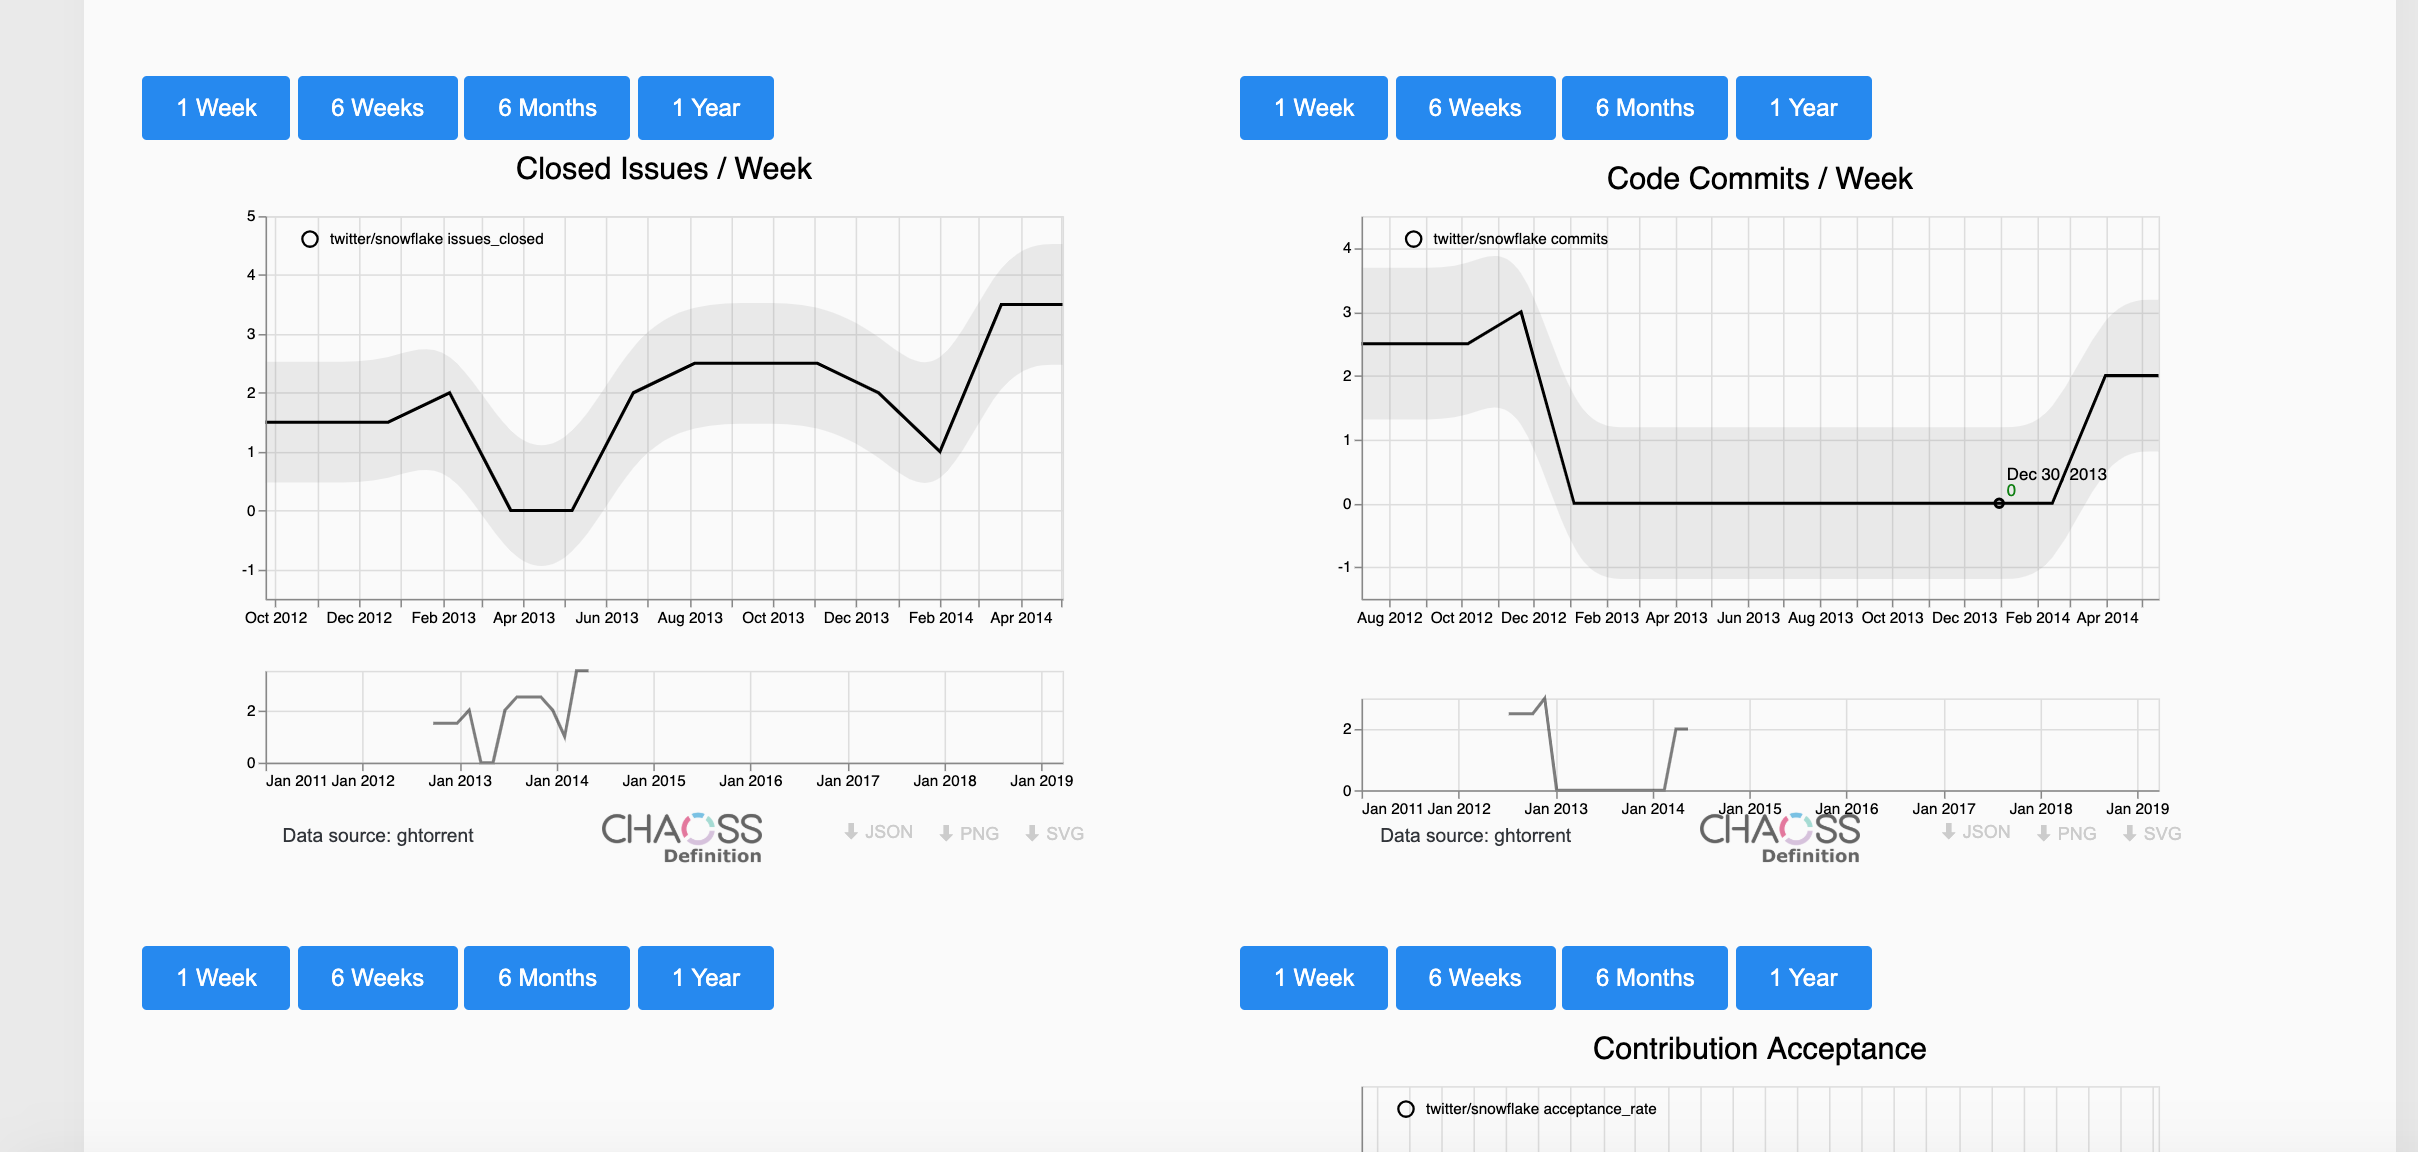 1 Week 6 Weeks 6 Months 1 Year
Closed Issues / Week
twitter/snowflake issues_closed
5
4
3
2
1
0
-1
Oct 2012 Dec 2012 Feb 2013 Apr 2013 Jun 2013 Aug 2013 Oct 2013 Dec 2013 Feb 2014 Apr 2014
2
0
Jan 2011 Jan 2012 Jan 2013 Jan 2014 Jan 2015 Jan 2016 Jan 2017 Jan 2018 Jan 2019
Data source: ghtorrent
CHAOSS
Definition
JSON PNG SVG
1 Week 6 Weeks 6 Months 1 Year
Code Commits / Week
twitter/snowflake commits
4
3
2
1
0
-1
Dec 30, 2013
0
Aug 2012 Oct 2012 Dec 2012 Feb 2013 Apr 2013 Jun 2013 Aug 2013 Oct 2013 Dec 2013 Feb 2014 Apr 2014
2
0
Jan 2011 Jan 2012 Jan 2013 Jan 2014 Jan 2015 Jan 2016 Jan 2017 Jan 2018 Jan 2019
Data source: ghtorrent
CHAOSS
Definition
JSON PNG SVG
1 Week 6 Weeks 6 Months 1 Year
1 Week 6 Weeks 6 Months 1 Year
Contribution Acceptance
twitter/snowflake acceptance_rate